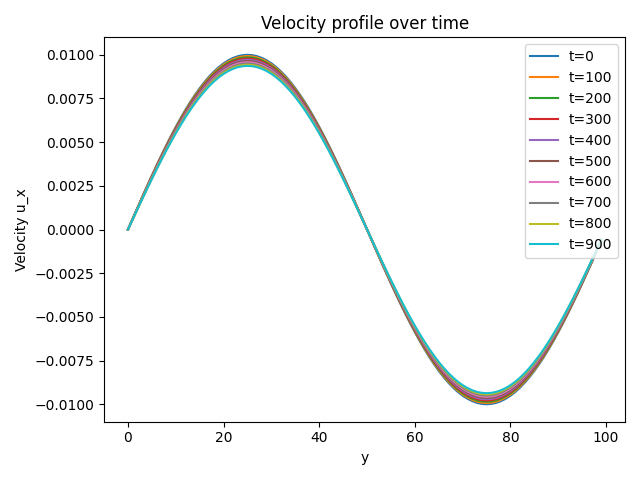 Velocity profile over time
t=0
t=100
t=200
t=300
t=400
t=500
t=600
t=700
t=800
t=900
0.0100
0.0075
0.0050
0.0025
0.0000
−0.0025
−0.0050
−0.0075
−0.0100
Velocity u_x
0 20 40 60 80 100
y